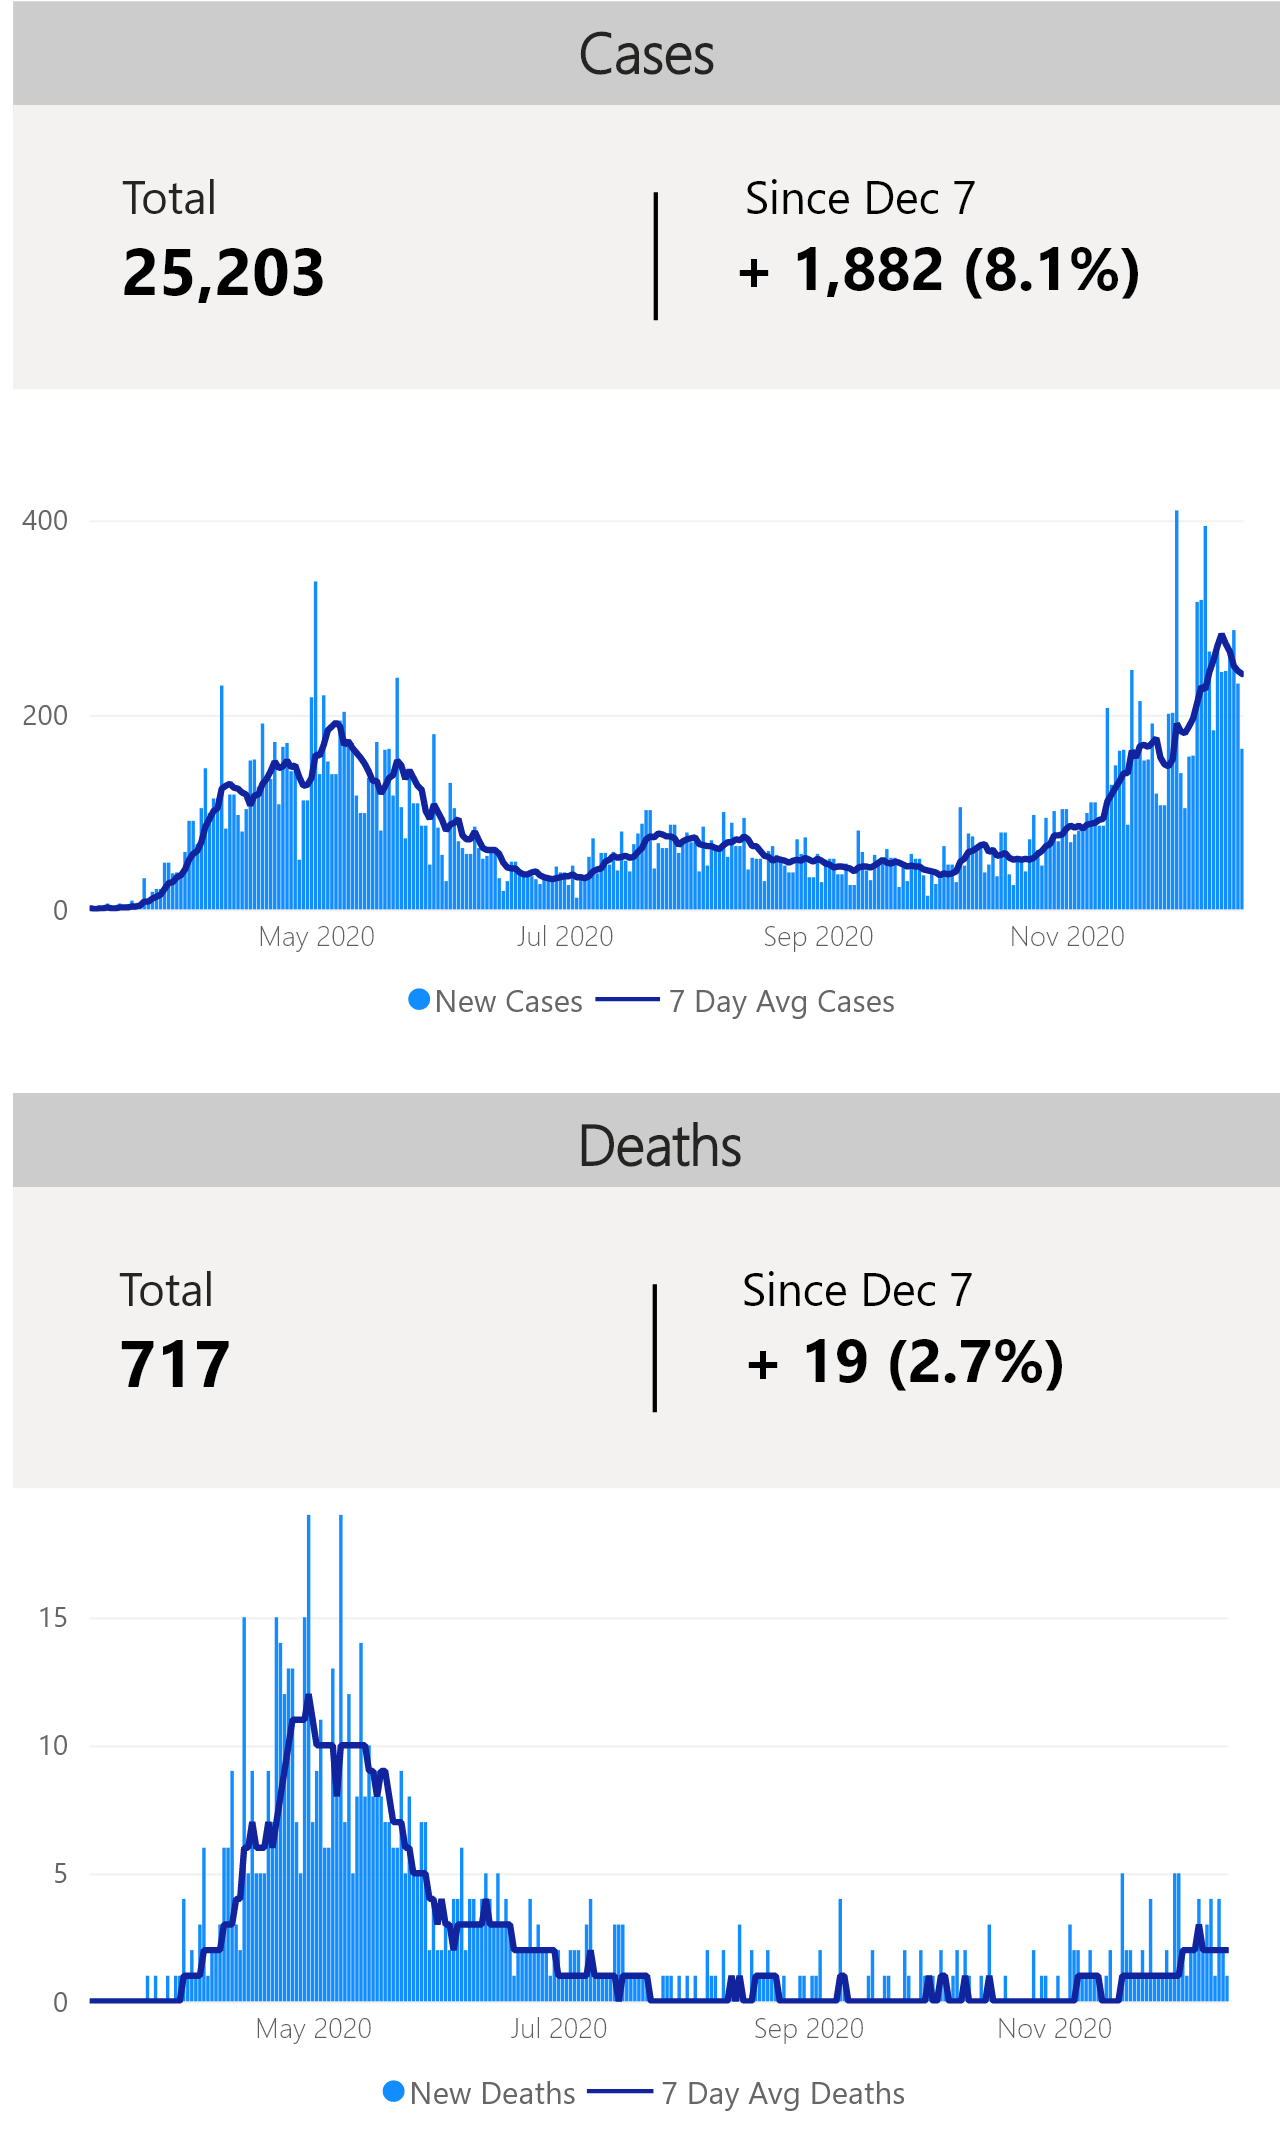 Cases
Total
Since Dec 7
25,203
+ 1,882 (8.1%)
400
200
0
May 2020
Jul 2020
Sep 2020
Nov 2020
New Cases
7 Day Avg Cases
Deaths
Total
Since Dec 7
717
+ 19 (2.7%)
15
10
5
0
May 2020
Jul 2020
Sep 2020
Nov 2020
New Deaths
7 Day Avg Deaths